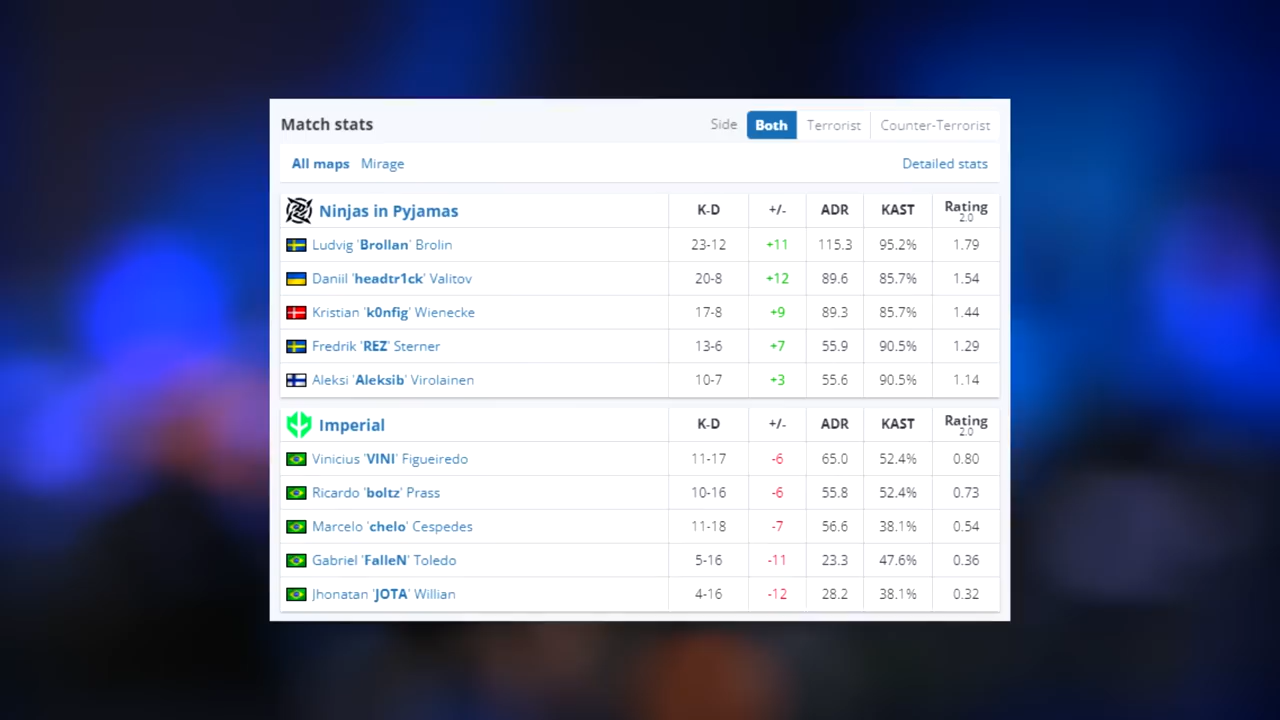 Match stats Side Both Terrorist Counter-Terrorist
All maps Mirage Detailed stats
Ninjas in Pyjamas K-D +/- ADR KAST Rating 2.0
Ludvig 'Brollan' Brolin 23-12 +11 115.3 95.2% 1.79
Daniil 'headtr1ck' Valitov 20-8 +12 89.6 85.7% 1.54
Kristian 'k0nfig' Wienecke 17-8 +9 89.3 85.7% 1.44
Fredrik 'REZ' Sterner 13-6 +7 55.9 90.5% 1.29
Aleksi 'Aleksib' Virolainen 10-7 +3 55.6 90.5% 1.14
Imperial K-D +/- ADR KAST Rating 2.0
Vinicius 'VINI' Figueiredo 11-17 -6 65.0 52.4% 0.80
Ricardo 'boltz' Prass 10-16 -6 55.8 52.4% 0.73
Marcelo 'chelo' Cespedes 11-18 -7 56.6 38.1% 0.54
Gabriel 'FalleN' Toledo 5-16 -11 23.3 47.6% 0.36
Jhonatan 'JOTA' Willian 4-16 -12 28.2 38.1% 0.32